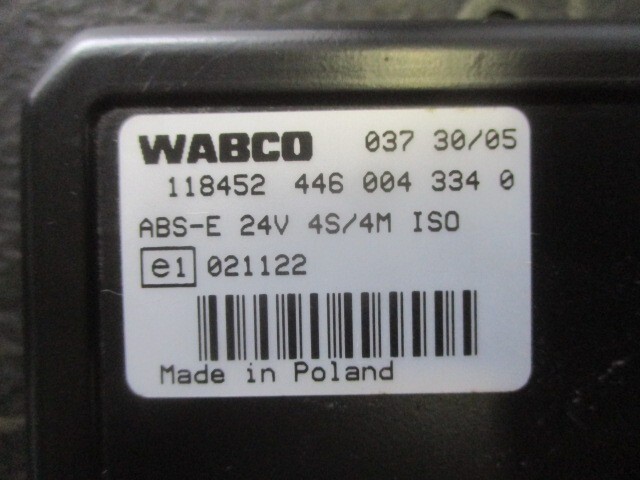 WABCO 037 30/05
118452 446 004 334 0
ABS-E 24V 4S/4M ISO
e1 021122
Made in Poland